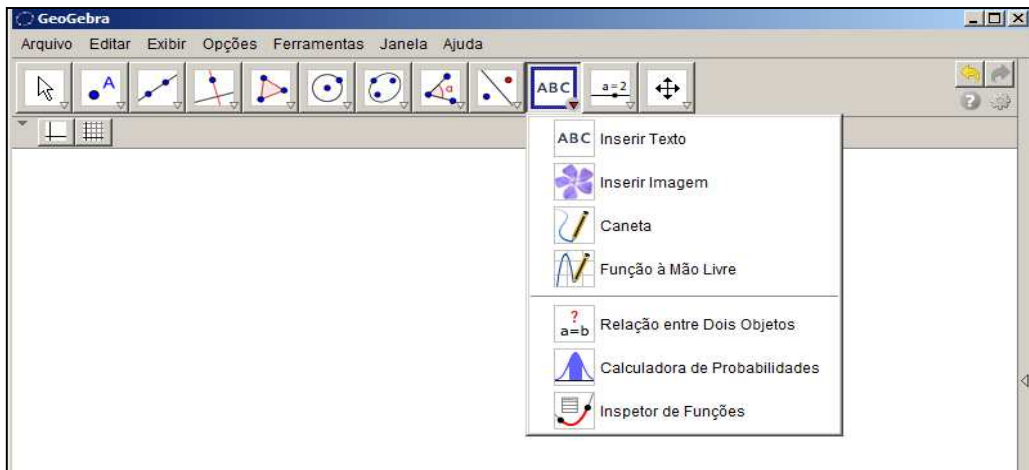 GeoGebra
Arquivo Editar Exibir Opções Ferramentas Janela Ajuda
A
α
ABC
a=2
ABC Inserir Texto
Inserir Imagem
Caneta
Função à Mão Livre
?
a=b Relação entre Dois Objetos
Calculadora de Probabilidades
Inspetor de Funções